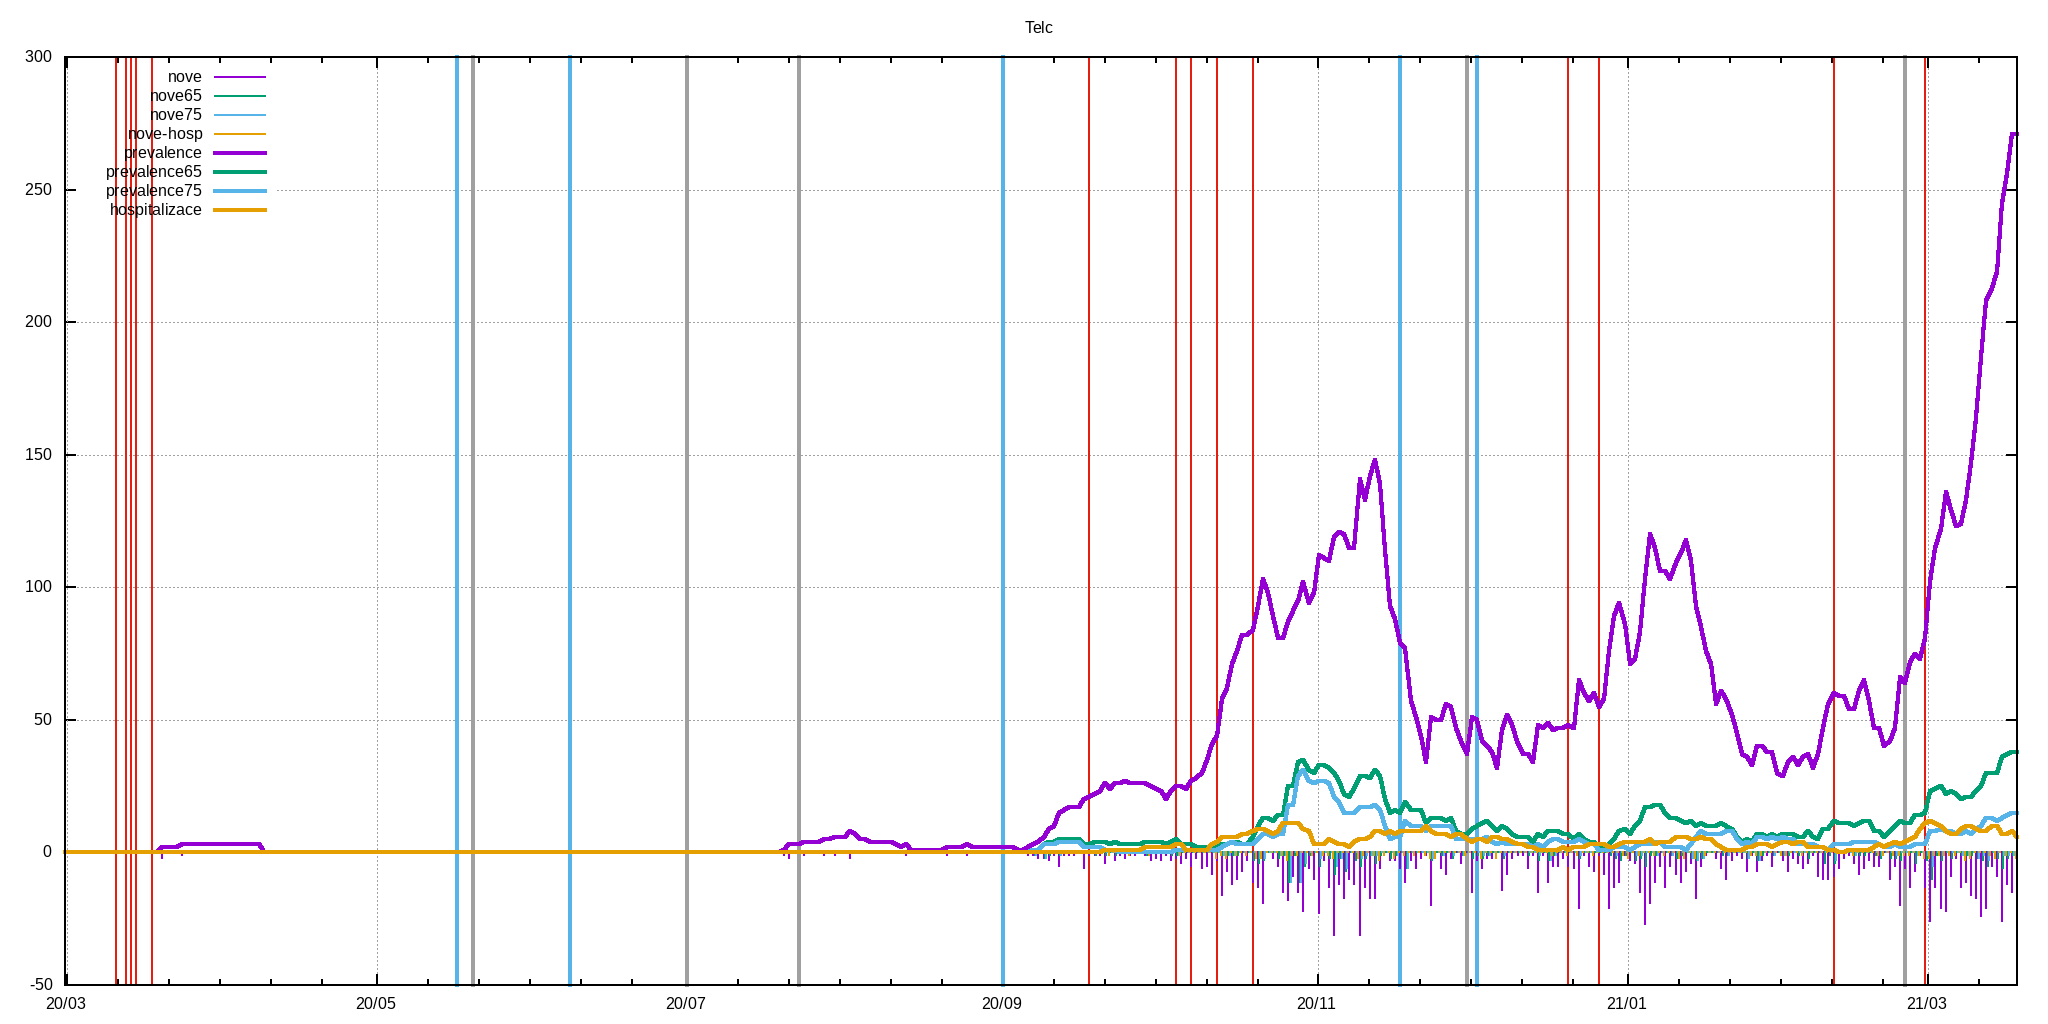 Telc
300
250
200
150
100
50
0
-50
nove
nove65
nove75
nove-hosp
prevalence
prevalence65
prevalence75
hospitalizace
20/03 20/05 20/07 20/09 20/11 21/01 21/03